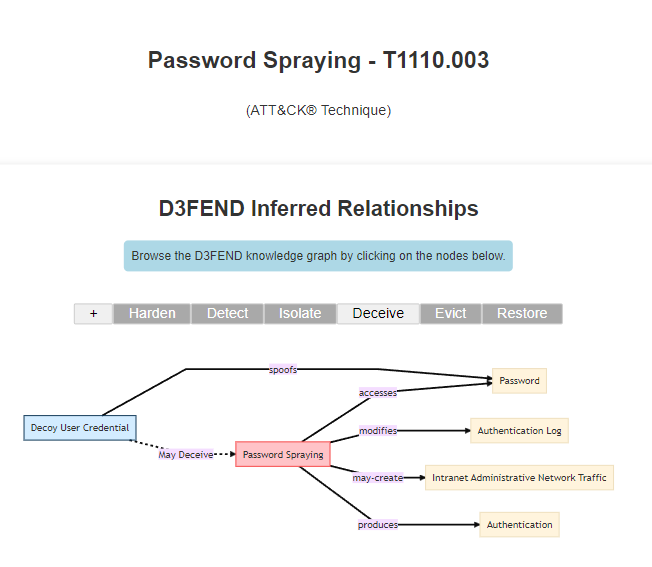 Password Spraying - T1110.003
(ATT&CK® Technique)
D3FEND Inferred Relationships
Browse the D3FEND knowledge graph by clicking on the nodes below.
+ Harden Detect Isolate Deceive Evict Restore
spoofs
Password
accesses
Decoy User Credential
modifies
Authentication Log
May Deceive
Password Spraying
may-create
Intranet Administrative Network Traffic
produces
Authentication